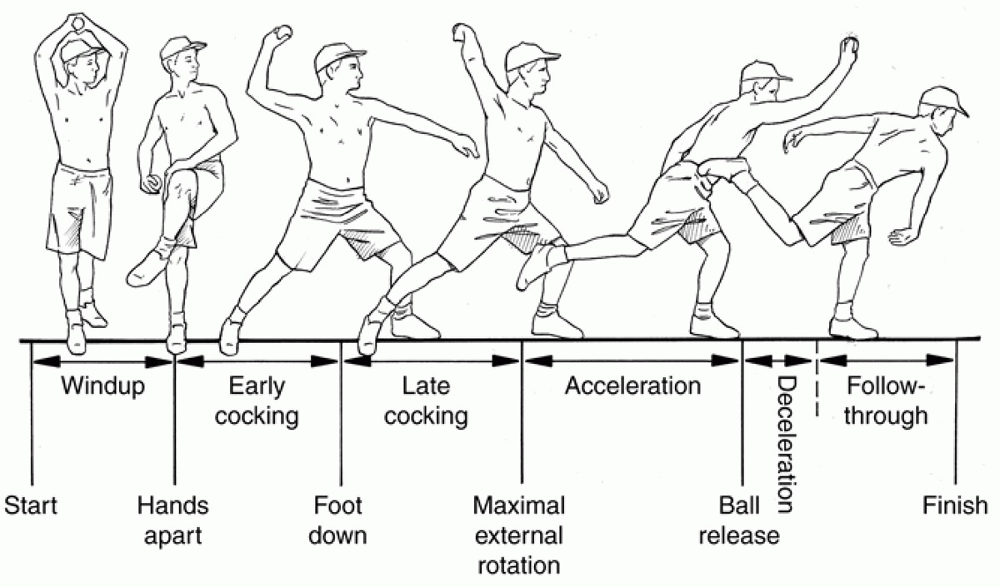 Windup
Early
cocking
Late
cocking
Acceleration
Deceleration
Follow-
through
Start
Hands
apart
Foot
down
Maximal
external
rotation
Ball
release
Finish